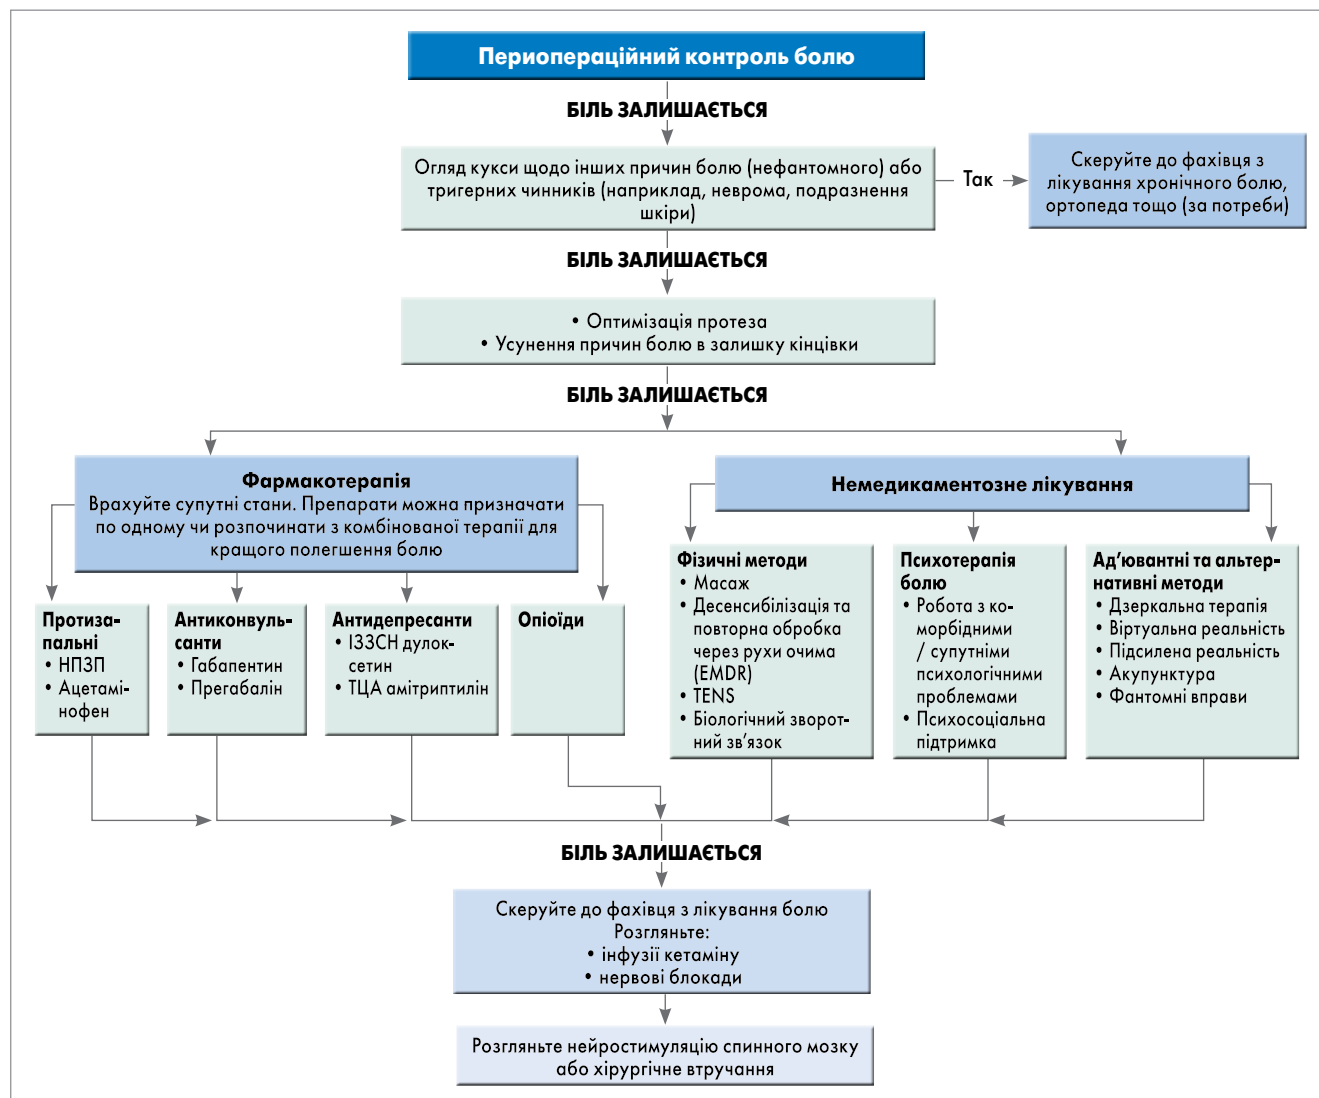 Периопераційний контроль болю
БІЛЬ ЗАЛИШАЄТЬСЯ
Огляд кукси щодо інших причин болю (нефантомного) або
тригерних чинників (наприклад, неврома, подразнення
шкіри)
Так
Скеруйте до фахівця з
лікування хронічного болю,
ортопеда тощо (за потреби)
БІЛЬ ЗАЛИШАЄТЬСЯ
• Оптимізація протеза
• Усунення причин болю в залишку кінцівки
БІЛЬ ЗАЛИШАЄТЬСЯ
Фармакотерапія
Врахуйте супутні стани. Препарати можна призначати
по одному чи розпочинати з комбінованої терапії для
кращого полегшення болю
Немедикаментозне лікування
Протиза-
пальні
• НПЗП
• Ацетамі-
нофен
Антиконвуль-
санти
• Габапентин
• Прегабалін
Антидепресанти
• ІЗЗСН дулок-
сетин
• ТЦА амітриптилін
Опіоїди
Фізичні методи
• Масаж
• Десенсибілізація та
повторна обробка
через рухи очима
(EMDR)
• TENS
• Біологічний зворот-
ний зв’язок
Психотерапія
болю
• Робота з ко-
морбідними
/ супутніми
психологічними
проблемами
• Психосоціальна
підтримка
Ад’ювантні та альтер-
нативні методи
• Дзеркальна терапія
• Віртуальна реальність
• Підсилена реальність
• Акупунктура
• Фантомні вправи
БІЛЬ ЗАЛИШАЄТЬСЯ
Скеруйте до фахівця з лікування болю
Розгляньте:
• інфузії кетаміну
• нервові блокади
Розгляньте нейростимуляцію спинного мозку
або хірургічне втручання